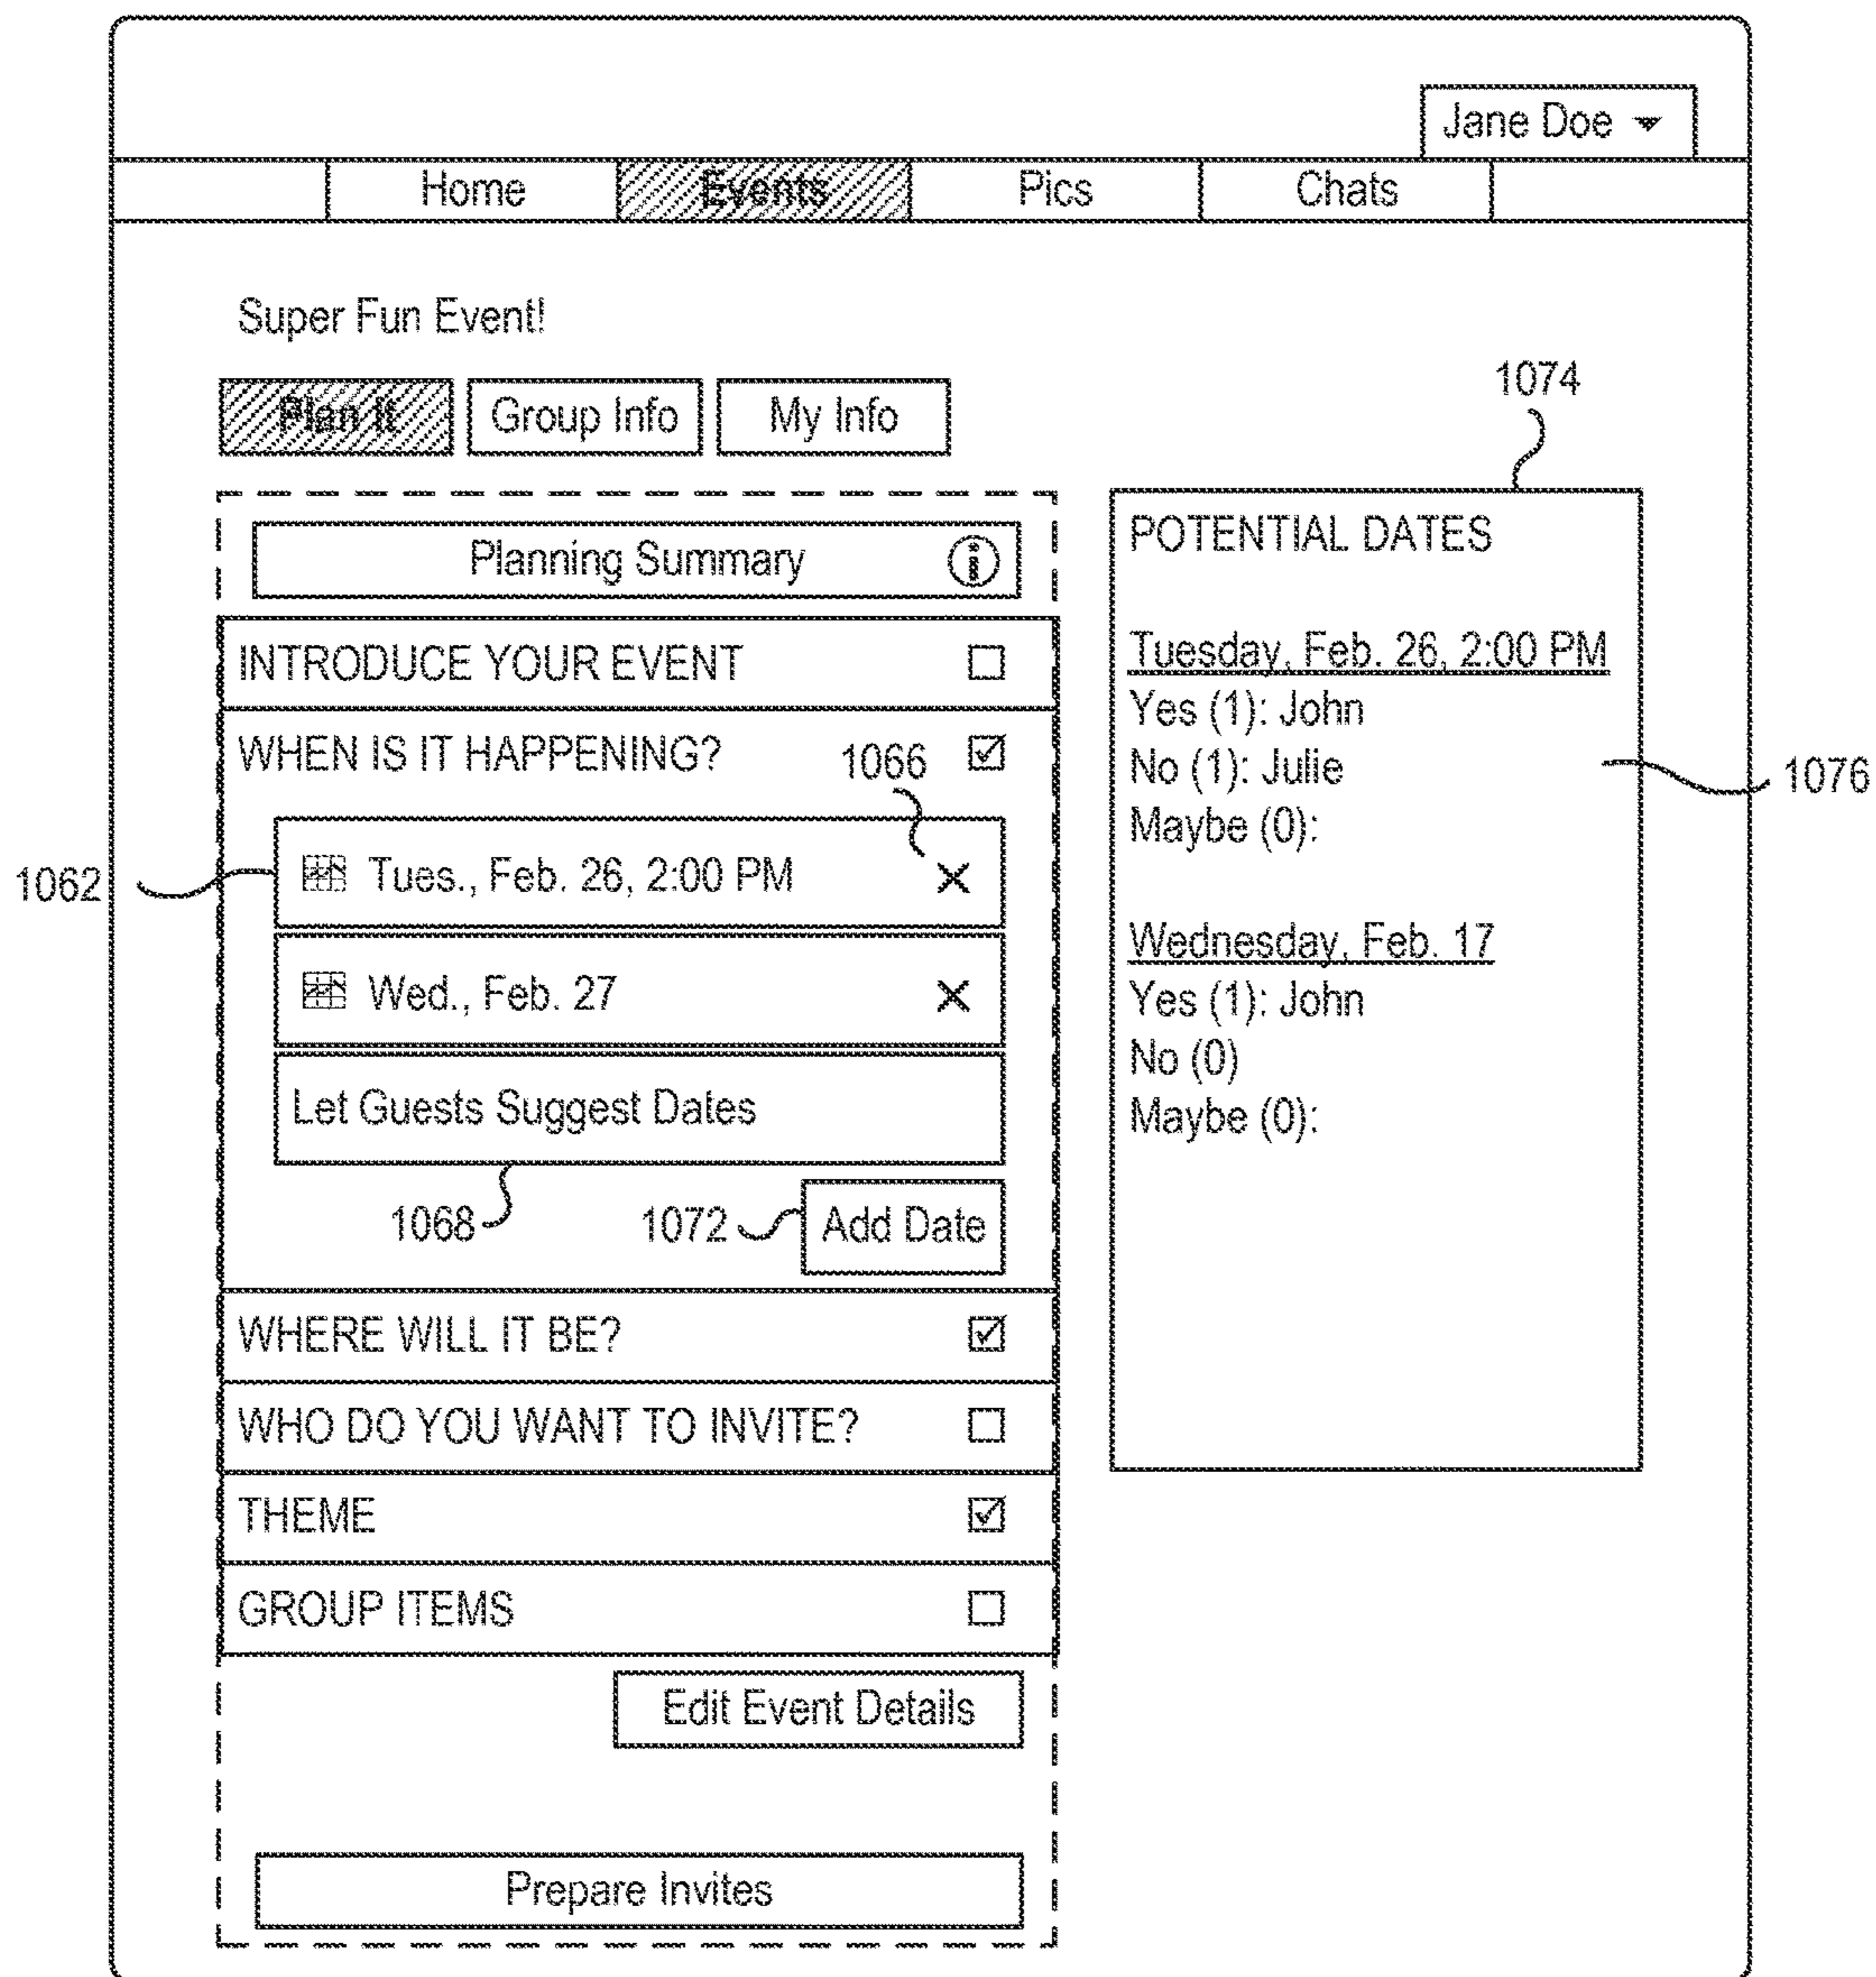 Jane Doe
Home Events Pics Chats
Super Fun Event!
Plan It Group Info My Info
1074
Planning Summary
INTRODUCE YOUR EVENT
WHEN IS IT HAPPENING?
1066
1062
Tues., Feb. 26, 2:00 PM
Wed., Feb. 27
Let Guests Suggest Dates
1068
1072
Add Date
WHERE WILL IT BE?
WHO DO YOU WANT TO INVITE?
THEME
GROUP ITEMS
Edit Event Details
Prepare Invites
POTENTIAL DATES
Tuesday, Feb. 26, 2:00 PM
Yes (1): John
No (1): Julie
1076
Maybe (0):
Wednesday, Feb. 17
Yes (1): John
No (0)
Maybe (0):